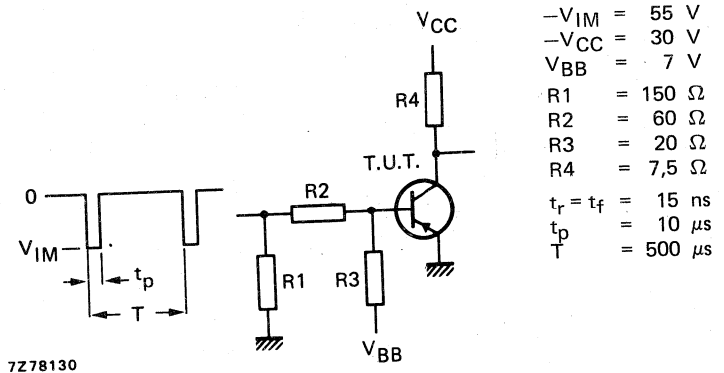 V_CC
R4
T.U.T.
0
R2
V_IM
t_p
R1
R3
T
V_BB
7Z78130
−V_IM = 55 V
−V_CC = 30 V
V_BB = 7 V
R1 = 150 Ω
R2 = 60 Ω
R3 = 20 Ω
R4 = 7,5 Ω
t_r = t_f = 15 ns
t_p = 10 μs
T = 500 μs